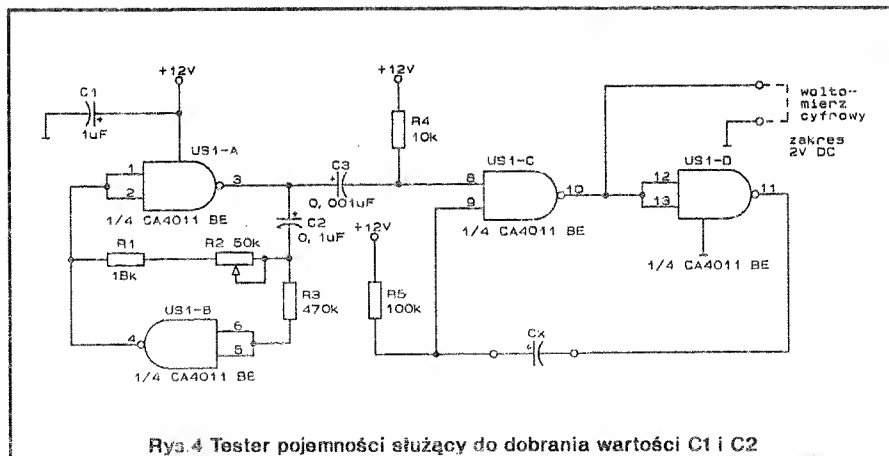 +12V
C1
1uF
US1-A
1
2
3
1/4 CA4011 BE
R1
18k
R2 50k
C2
0,1uF
R3
470k
US1-B
4
6
5
1/4 CA4011 BE
C3
0,001uF
+12V
R4
10k
+12V
R5
100k
US1-C
8
9
10
1/4 CA4011 BE
Cx
US1-D
12
13
11
1/4 CA4011 BE
wolto-
mierz
cyfrowy
zakres
2V DC
Rys.4 Tester pojemności służący do dobrania wartości C1 i C2